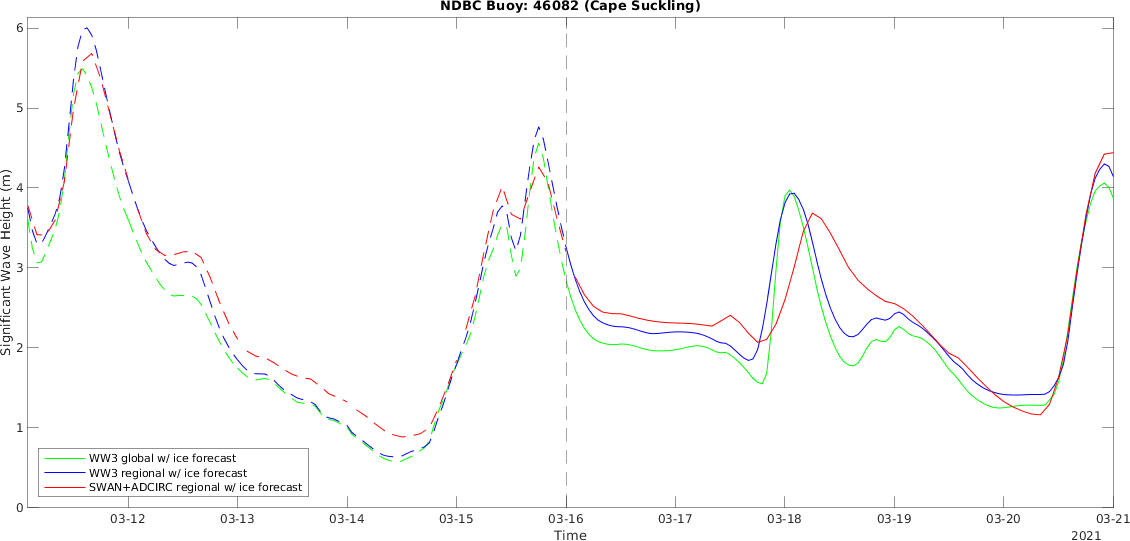 NDBC Buoy: 46082 (Cape Suckling)
Significant Wave Height (m)
6
5
4
3
2
1
0
WW3 global w/ ice forecast
WW3 regional w/ ice forecast
SWAN+ADCIRC regional w/ ice forecast
03-12 03-13 03-14 03-15 03-16 03-17 03-18 03-19 03-20 03-21
Time
2021